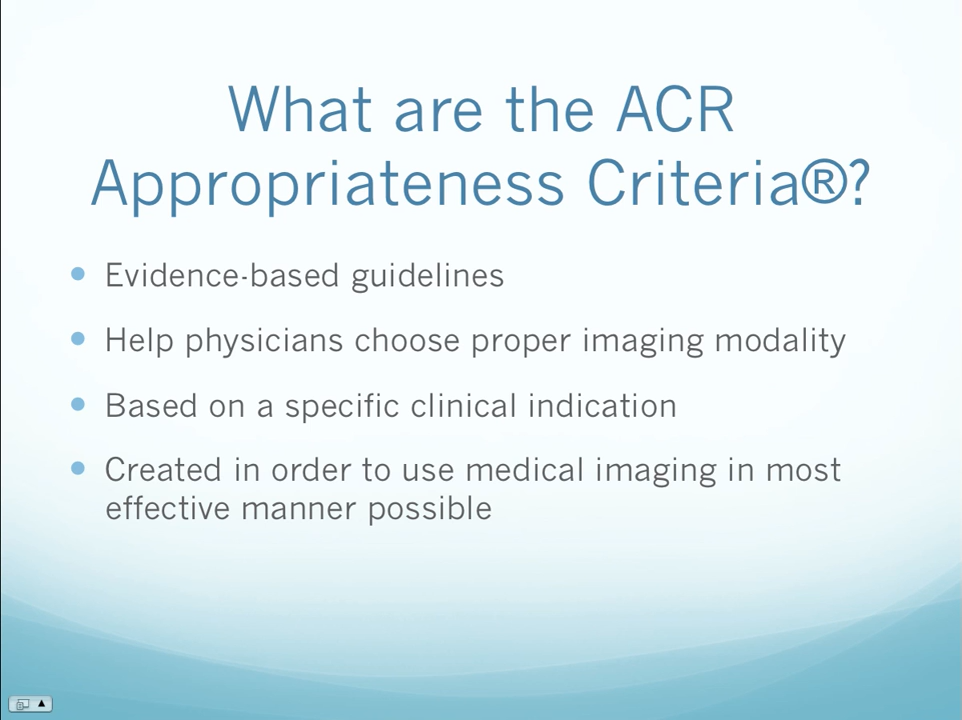 What are the ACR
Appropriateness Criteria®?
• Evidence-based guidelines
• Help physicians choose proper imaging modality
• Based on a specific clinical indication
• Created in order to use medical imaging in most
effective manner possible